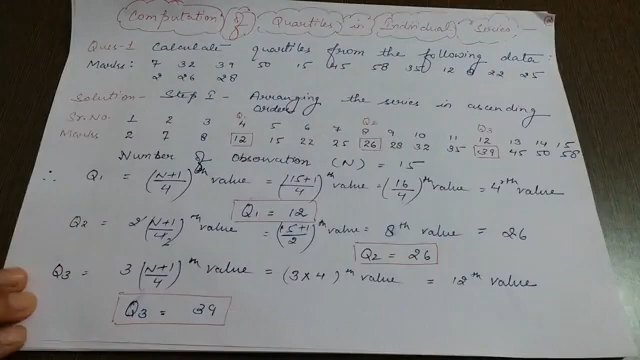 Computation of Quartiles in Individual Series:-
Ques-1 Calculate quartiles from the following data:
Marks: 7 32 39 50 15 45 58 35 12 8 22 25
2 26 28
Solution- Step I - Arranging the series in ascending
order
Q1 Q2 Q3
Sr.No. 1 2 3 4 5 6 7 8 9 10 11 12 13 14 15
Marks 2 7 8 12 15 22 25 26 28 32 35 39 45 50 58
Number of Observation (N) = 15
∴ Q1 = (N+1/4)th value = (15+1/4)th value = (16/4)th value = 4th value
Q1 = 12
Q2 = 2(N+1/4 2)th value = (15+1/2)th value = 8th value = 26
Q2 = 26
Q3 = 3(N+1/4)th value = (3×4)th value = 12th value
Q3 = 39